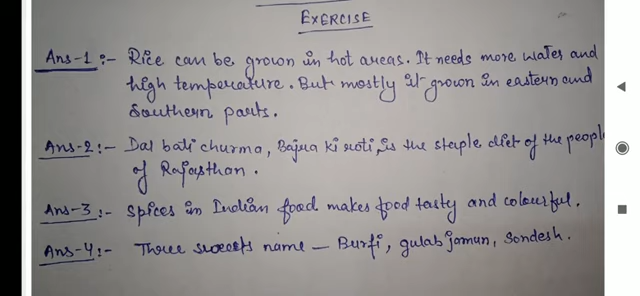 EXERCISE
Ans-1:- Rice can be grown in hot areas. It needs more water and
high temperature. But mostly it grown in eastern and
Southern parts.
Ans-2:- Dal bati churma, Bajra ki roti, is the staple diet of the people
of Rajasthan.
Ans-3:- Spices in Indian food makes food tasty and colourful.
Ans-4:- Three sweets name - Burfi, gulab jamun, Sondesh.